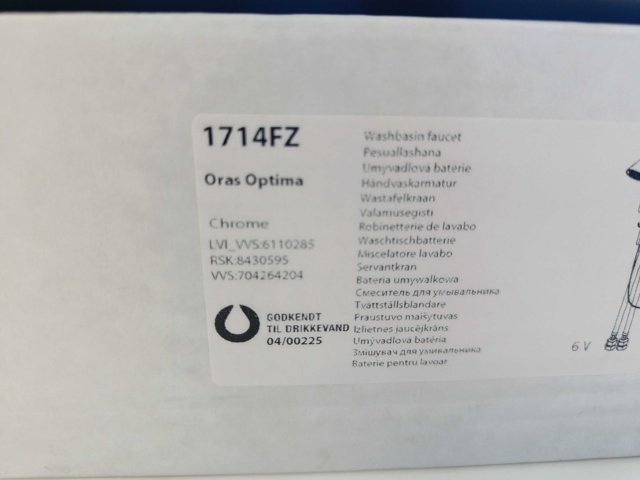 1714FZ
Oras Optima
Chrome
LVI_VVS:6110285
RSK:8430595
VVS:704264204
GODKENDT
TIL DRIKKEVAND
04/00225
Washbasin faucet
Pesuallashana
Umyvadlová baterie
Håndvaskarmatur
Wastafelkraan
Valamusegisti
Robinetterie de lavabo
Waschtischbatterie
Miscelatore lavabo
Servantkran
Bateria umywalkowa
Смеситель для умывальника
Tvättställsblandare
Praustuvo maišytuvas
Izlietnes jaucējkrāns
Umývadlová batéria
Змішувач для умивальника
Baterie pentru lavoar
6 V